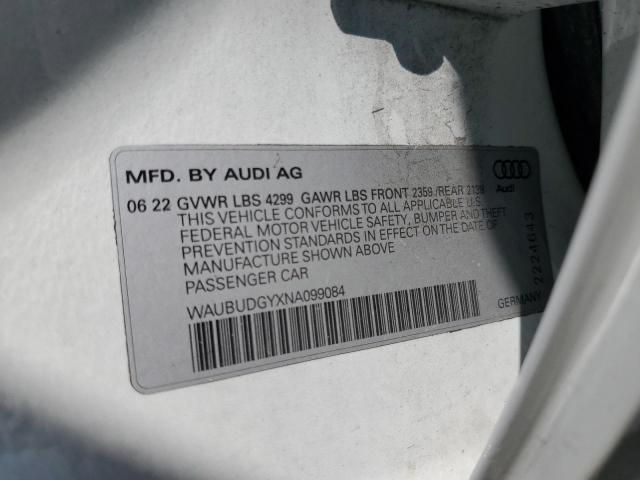 MFD. BY AUDI AG
06 22 GVWR LBS 4299 GAWR LBS FRONT 2359/REAR 2139
THIS VEHICLE CONFORMS TO ALL APPLICABLE U.S.
FEDERAL MOTOR VEHICLE SAFETY, BUMPER AND THEFT
PREVENTION STANDARDS IN EFFECT ON THE DATE OF
MANUFACTURE SHOWN ABOVE
PASSENGER CAR
WAUBUDGYXNA099084
Audi
2224643
GERMANY